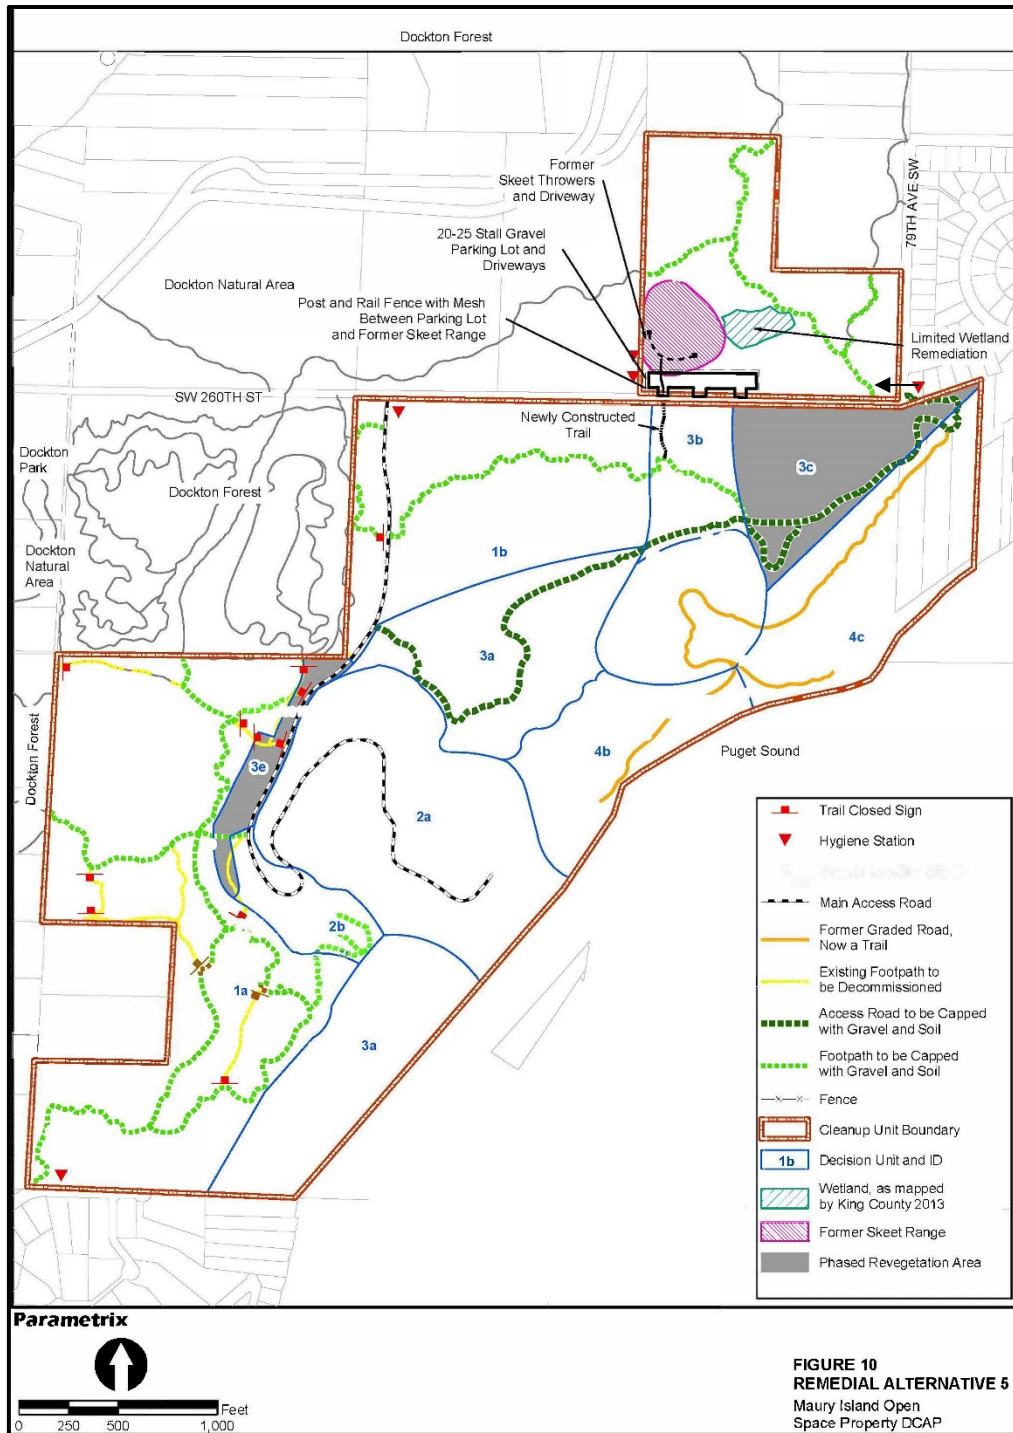 Dockton Forest
Former
Skeet Throwers
and Driveway
20-25 Stall Gravel
Parking Lot and
Driveways
Dockton Natural Area
Post and Rail Fence with Mesh
Between Parking Lot
and Former Skeet Range
79TH AVE SW
Limited Wetland
Remediation
SW 260TH ST
Newly Constructed
Trail
3b
3c
Dockton
Park
Dockton Forest
Dockton
Natural
Area
1b
3a
4c
Dockton Forest
3e
4b
Puget Sound
2a
2b
1a
3a
Trail Closed Sign
Hygiene Station
Main Access Road
Former Graded Road,
Now a Trail
Existing Footpath to
be Decommissioned
Access Road to be Capped
with Gravel and Soil
Footpath to be Capped
with Gravel and Soil
Fence
Cleanup Unit Boundary
1b Decision Unit and ID
Wetland, as mapped
by King County 2013
Former Skeet Range
Phased Revegetation Area
Parametrix
Feet
0 250 500 1,000
FIGURE 10
REMEDIAL ALTERNATIVE 5
Maury Island Open
Space Property DCAP